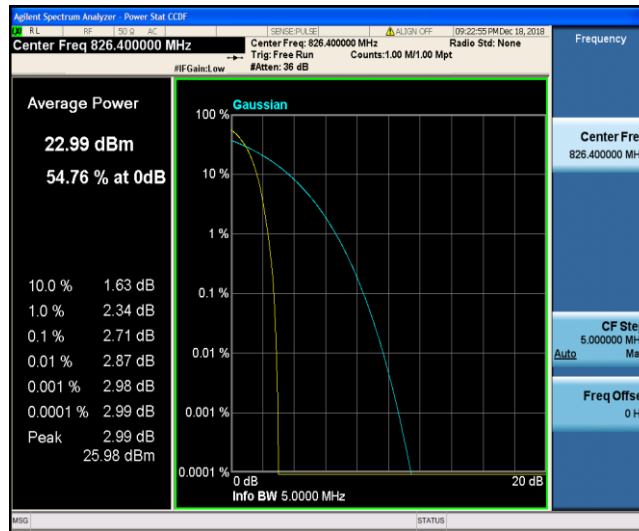 Agilent Spectrum Analyzer - Power Stat CCDF
RL RF 50 Ω AC SENSE:PULSE ALIGN OFF 09:22:55 PM Dec 18, 2018
Center Freq 826.400000 MHz
Center Freq: 826.400000 MHz Radio Std: None
Trig: Free Run Counts:1.00 M/1.00 Mpt
#IFGain:Low #Atten: 36 dB
Average Power
22.99 dBm
54.76 % at 0dB
10.0 % 1.63 dB
1.0 % 2.34 dB
0.1 % 2.71 dB
0.01 % 2.87 dB
0.001 % 2.98 dB
0.0001 % 2.99 dB
Peak 2.99 dB
25.98 dBm
Gaussian
100 %
10 %
1 %
0.1 %
0.01 %
0.001 %
0.0001 %
0 dB 20 dB
Info BW 5.0000 MHz
Frequency
Center Fre
826.400000 MH
CF Ste
5.000000 MH
Auto Ma
Freq Offse
0 H
MSG STATUS